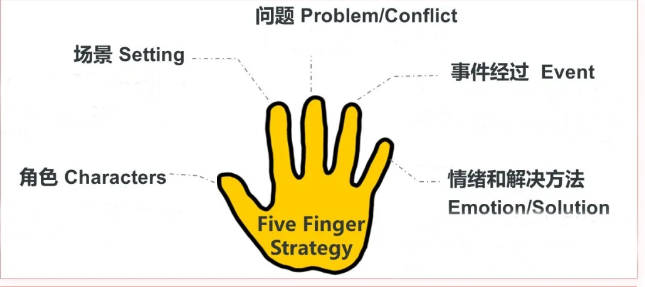 问题 Problem/Conflict
场景 Setting
事件经过 Event
角色 Characters
情绪和解决方法
Emotion/Solution
Five Finger
Strategy